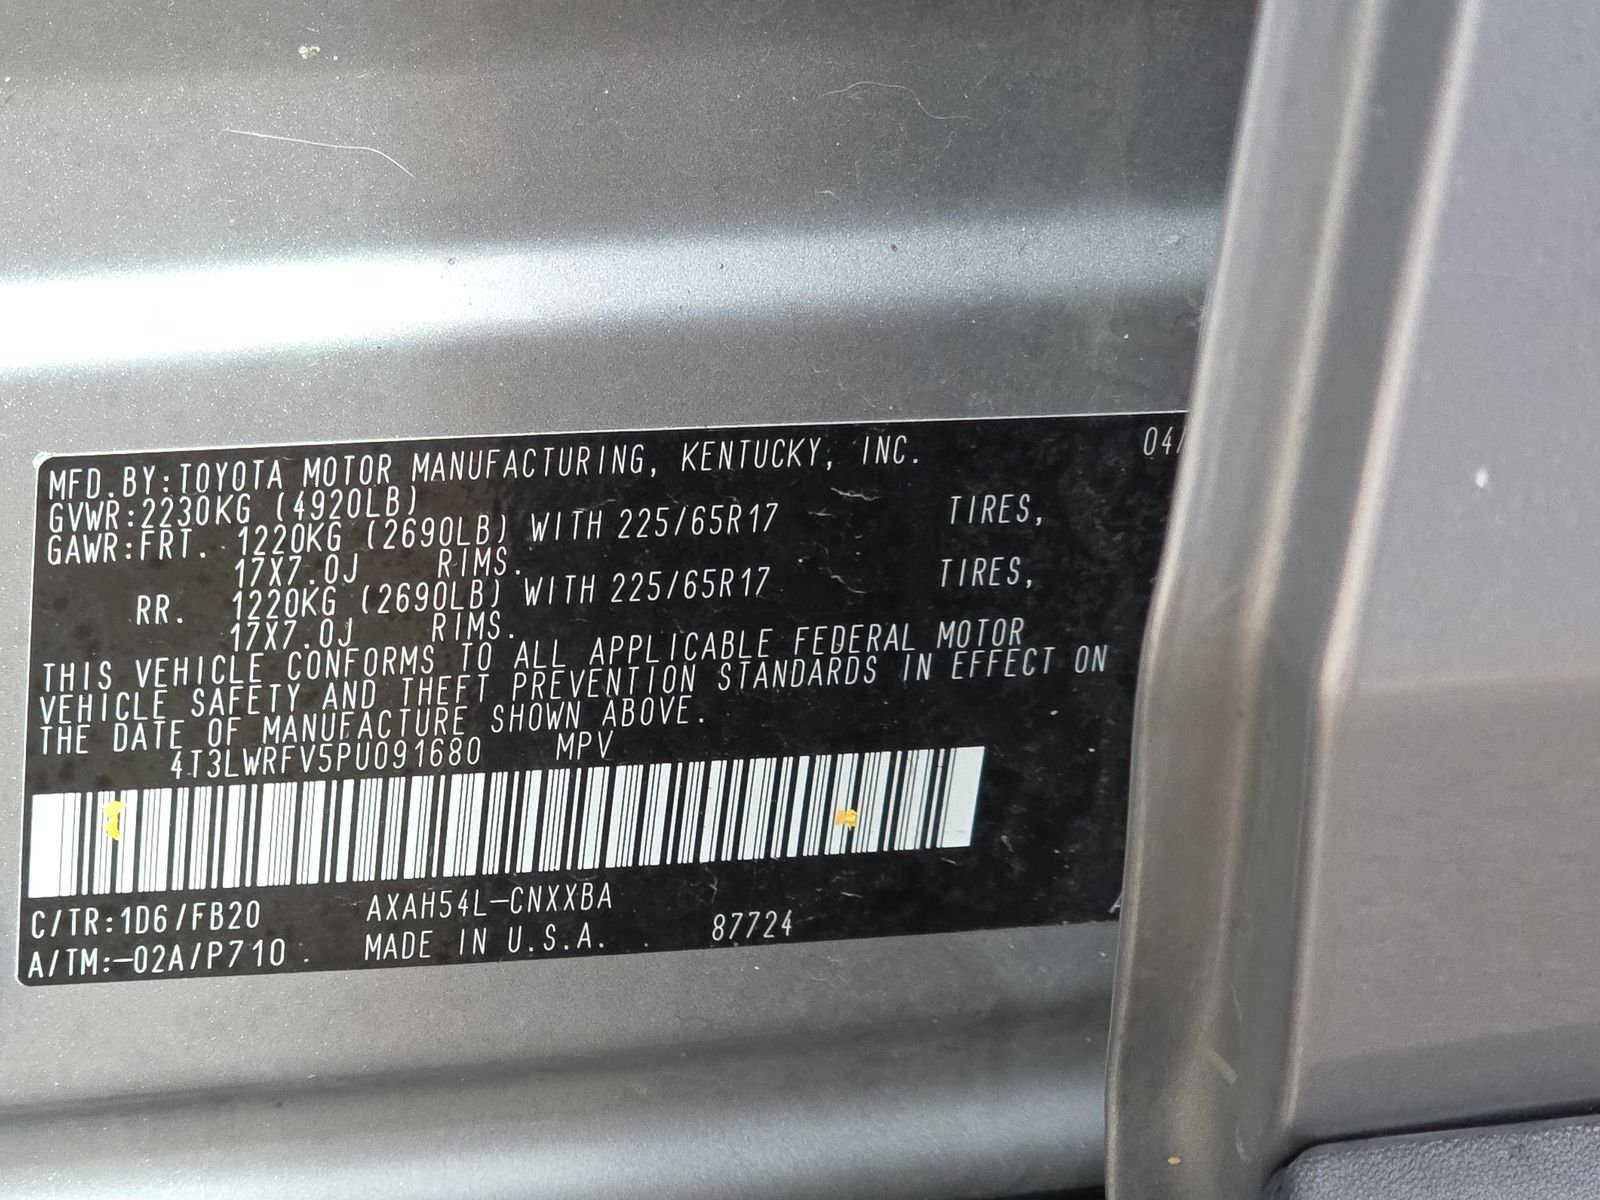 MFD.BY:TOYOTA MOTOR MANUFACTURING, KENTUCKY, INC. 04/
GVWR:2230KG (4920LB)
GAWR:FRT. 1220KG (2690LB) WITH 225/65R17 TIRES,
17X7.0J RIMS.
RR. 1220KG (2690LB) WITH 225/65R17 TIRES,
17X7.0J RIMS.
THIS VEHICLE CONFORMS TO ALL APPLICABLE FEDERAL MOTOR
VEHICLE SAFETY AND THEFT PREVENTION STANDARDS IN EFFECT ON
THE DATE OF MANUFACTURE SHOWN ABOVE.
4T3LWRFV5PU091680 MPV
C/TR:1D6/FB20 AXAH54L-CNXXBA
A/TM:-02A/P710 MADE IN U.S.A. 87724